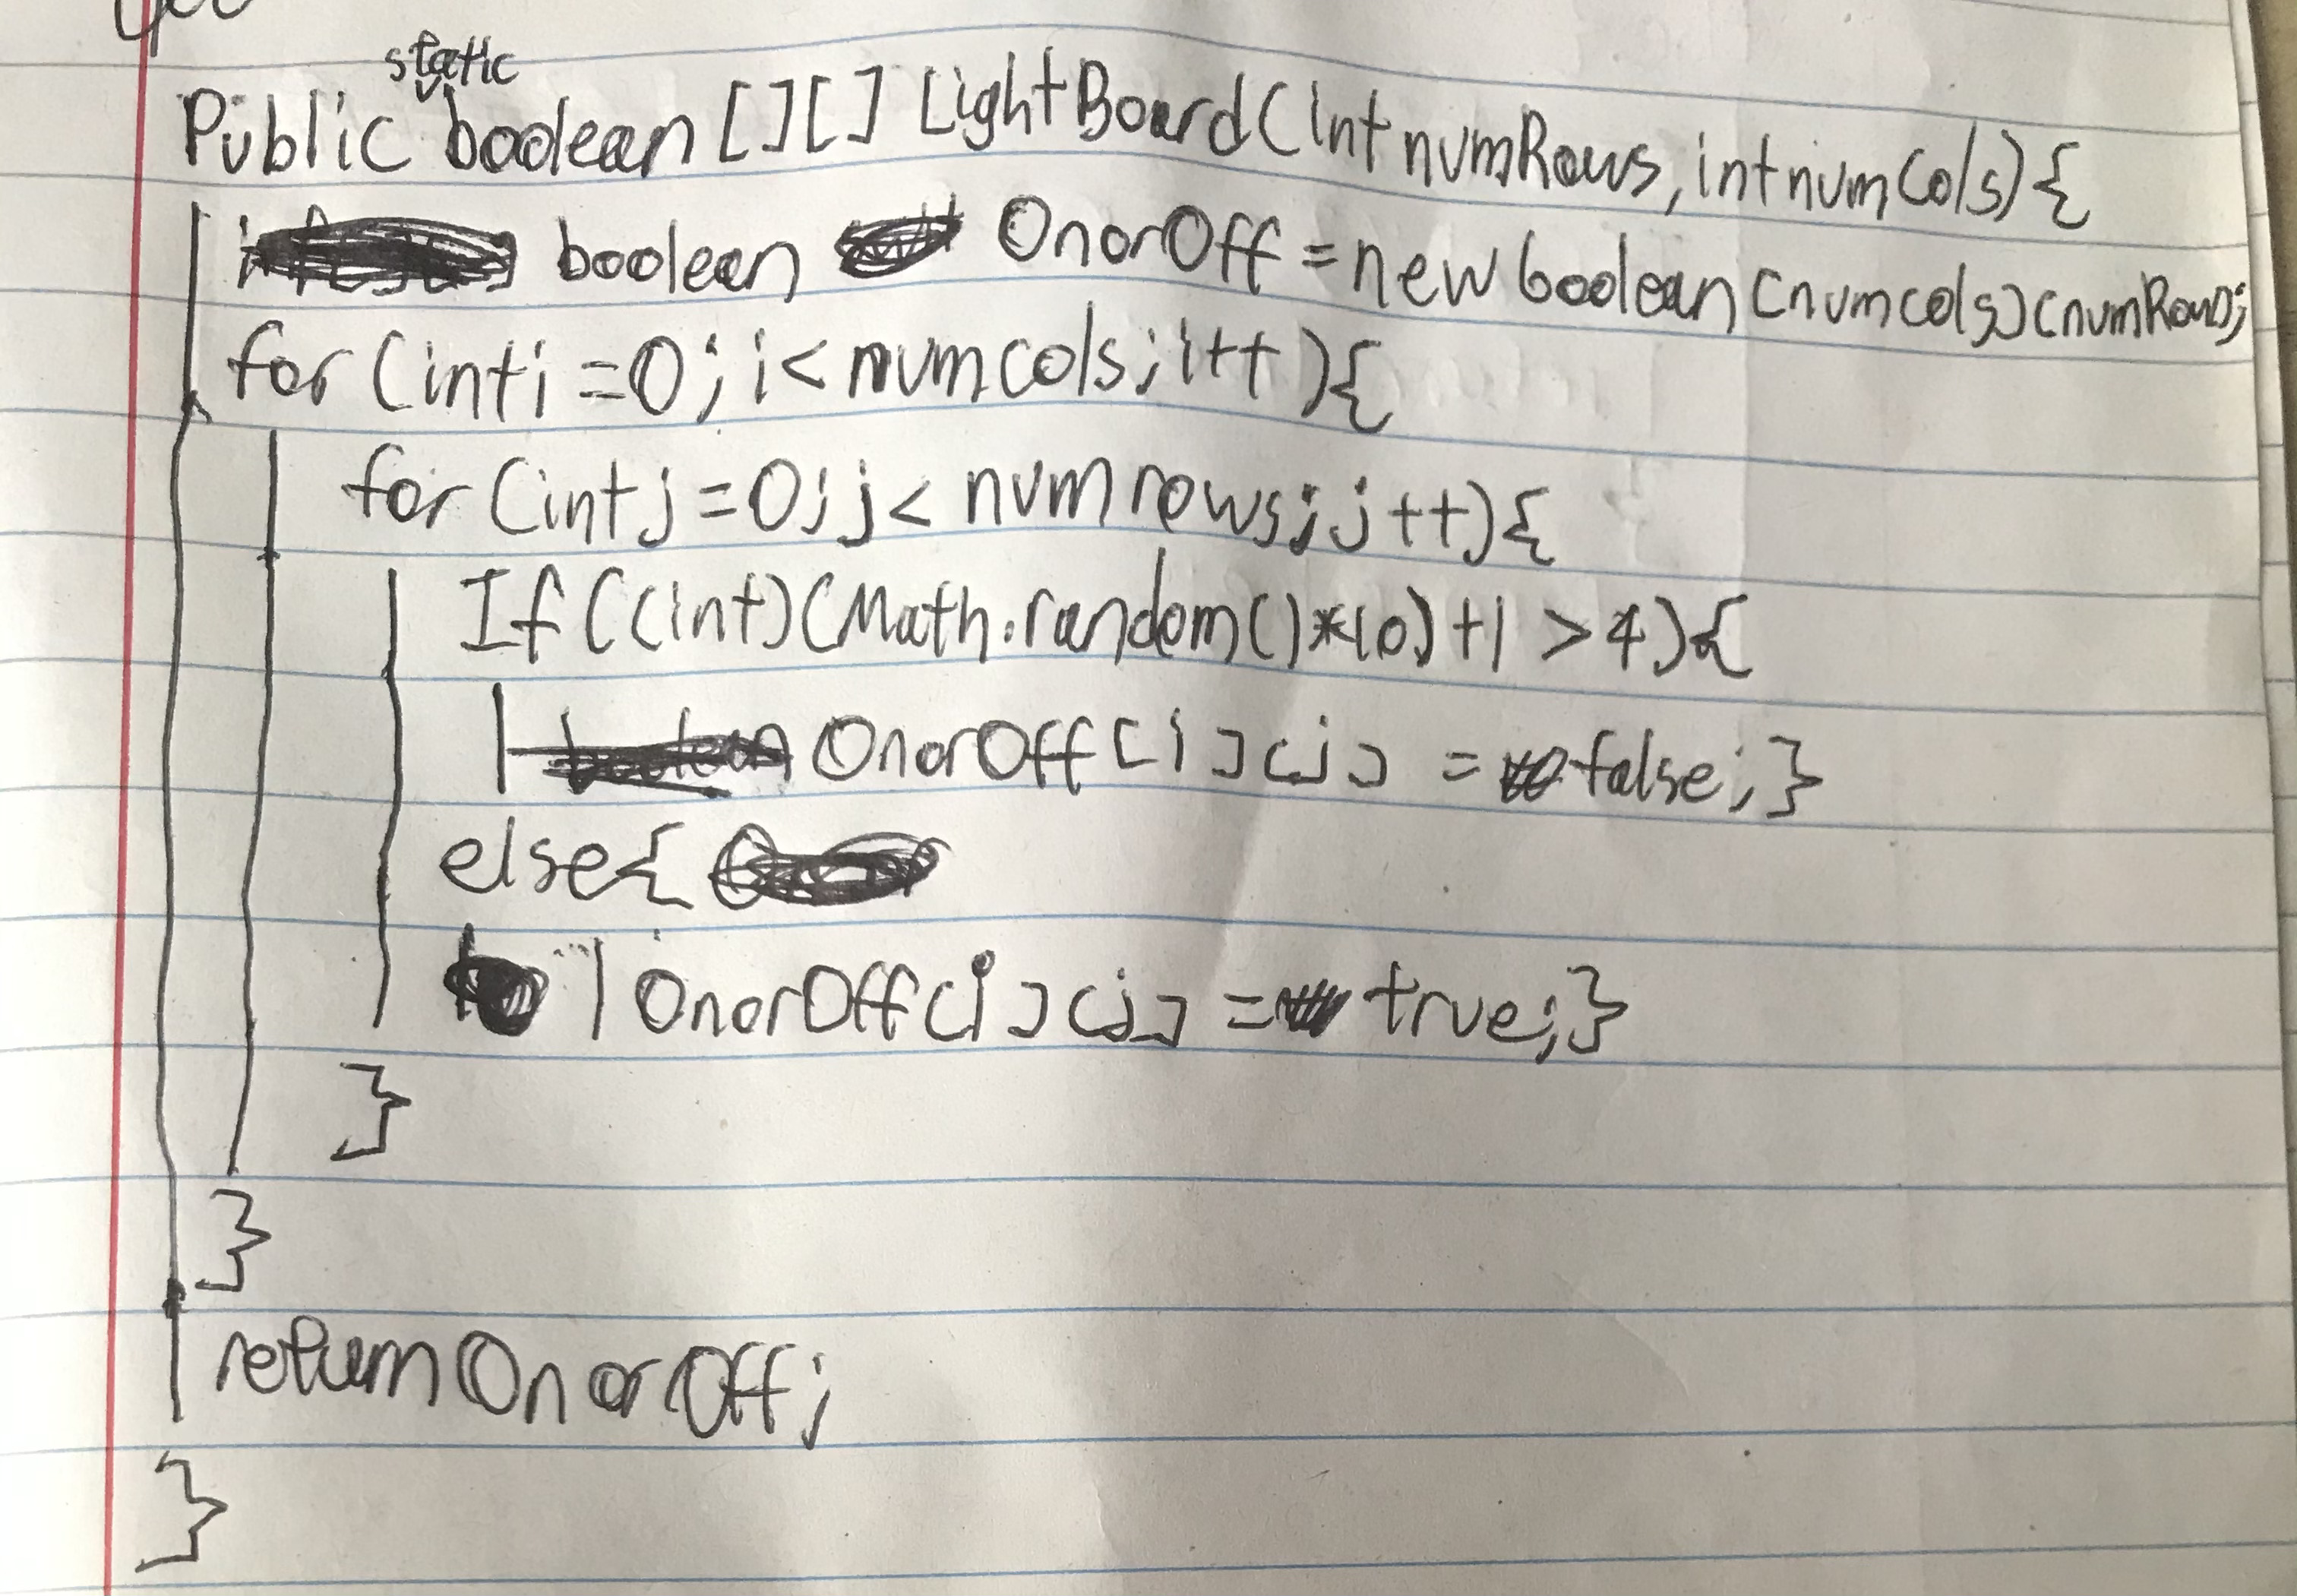 static
Public boolean [][] LightBoard(int numRows, int numCols){
boolean OnorOff = new boolean[numcols][numRows];
for (int i = 0; i < numcols; i++){
for (int j = 0; j < numrows; j++){
If ((int)(Math.random()*10)+1 > 4){
OnorOff[i][j] = false;}
else{
OnorOff[i][j] = true;}
}
}
return OnorOff;
}